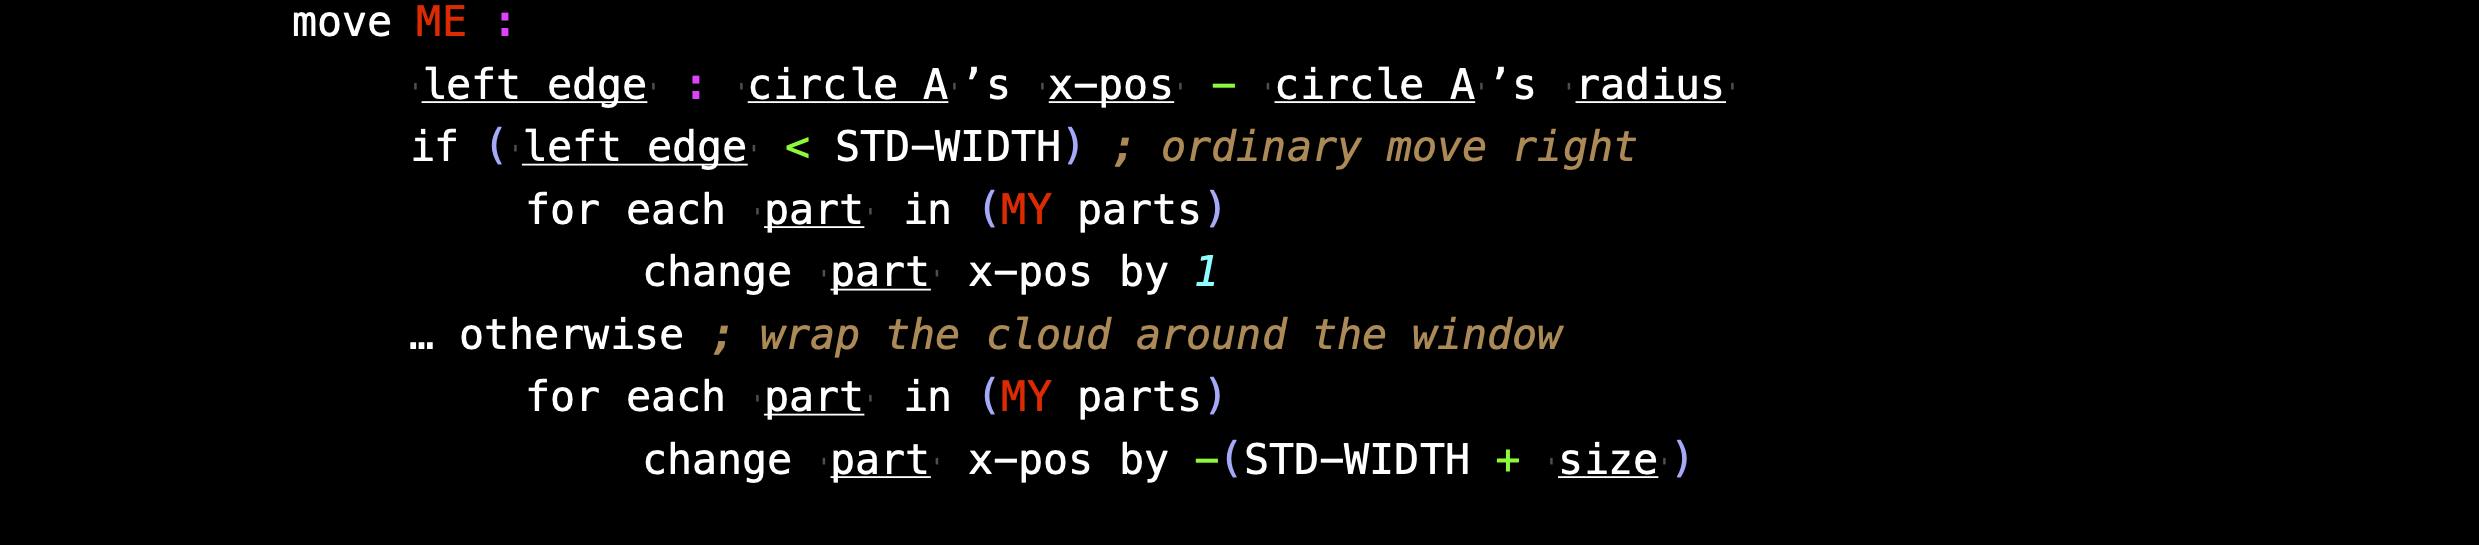 move ME :
left edge : circle A’s x-pos - circle A’s radius
if (left edge < STD-WIDTH) ; ordinary move right
for each part in (MY parts)
change part x-pos by 1
… otherwise ; wrap the cloud around the window
for each part in (MY parts)
change part x-pos by -(STD-WIDTH + size)